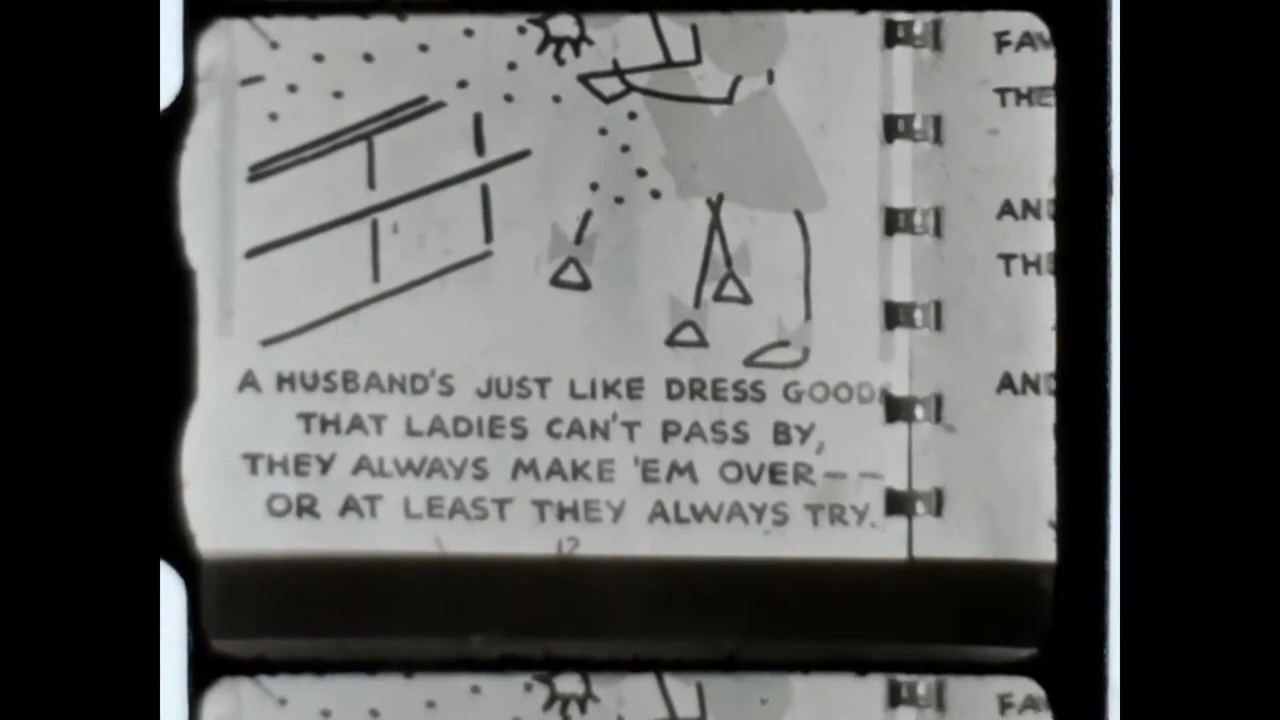 A HUSBAND'S JUST LIKE DRESS GOODS
THAT LADIES CAN'T PASS BY,
THEY ALWAYS MAKE 'EM OVER--
OR AT LEAST THEY ALWAYS TRY.
12